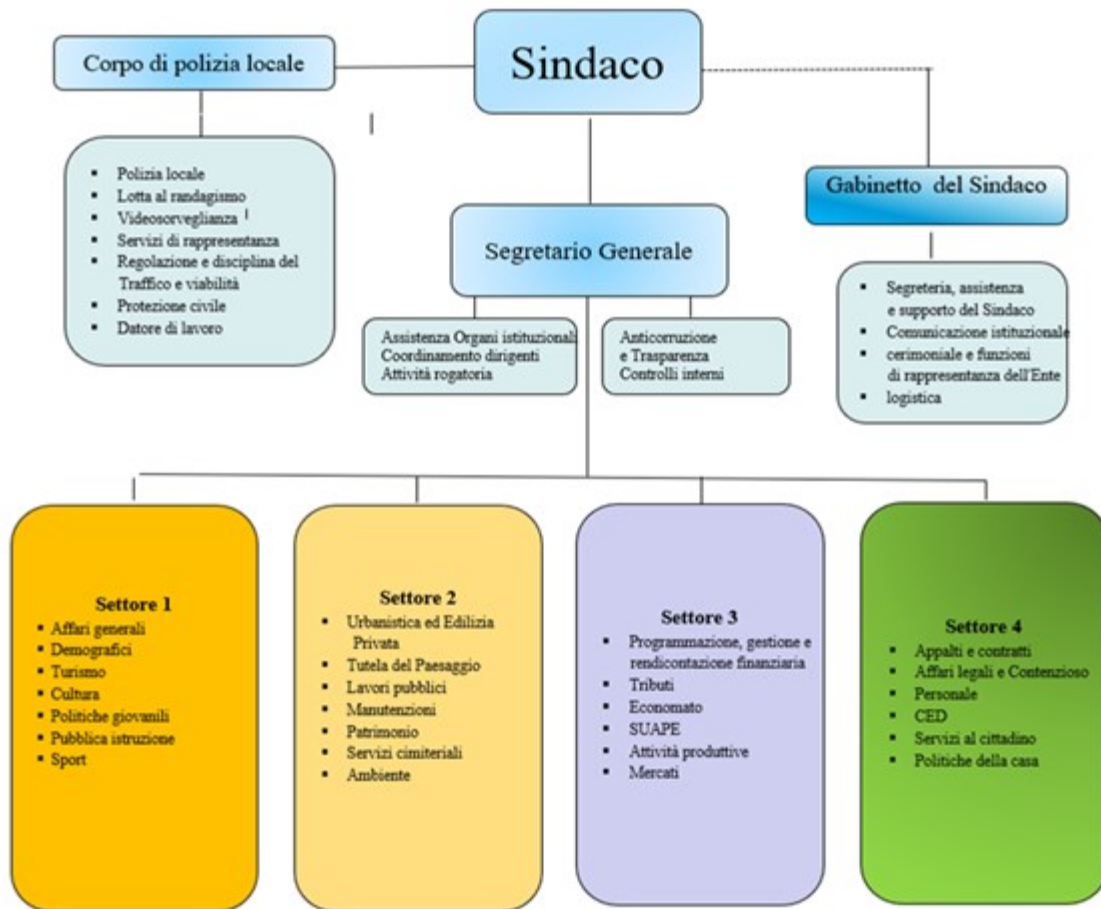 Corpo di polizia locale
Sindaco
▪ Polizia locale
▪ Lotta al randagismo
▪ Videosorveglianza
▪ Servizi di rappresentanza
▪ Regolazione e disciplina del
Traffico e viabilità
▪ Protezione civile
▪ Datore di lavoro
Gabinetto del Sindaco
▪ Segreteria, assistenza
e supporto del Sindaco
▪ Comunicazione istituzionale
▪ cerimoniale e funzioni
di rappresentanza dell'Ente
▪ logistica
Segretario Generale
Assistenza Organi istituzionali
Coordinamento dirigenti
Attività rogatoria
Anticorruzione
e Trasparenza
Controlli interni
Settore 1
▪ Affari generali
▪ Demografici
▪ Turismo
▪ Cultura
▪ Politiche giovanili
▪ Pubblica istruzione
▪ Sport
Settore 2
▪ Urbanistica ed Edilizia
Privata
▪ Tutela del Paesaggio
▪ Lavori pubblici
▪ Manutenzioni
▪ Patrimonio
▪ Servizi cimiteriali
▪ Ambiente
Settore 3
▪ Programmazione, gestione e
rendicontazione finanziaria
▪ Tributi
▪ Economato
▪ SUAPE
▪ Attività produttive
▪ Mercati
Settore 4
▪ Appalti e contratti
▪ Affari legali e Contenzioso
▪ Personale
▪ CED
▪ Servizi al cittadino
▪ Politiche della casa